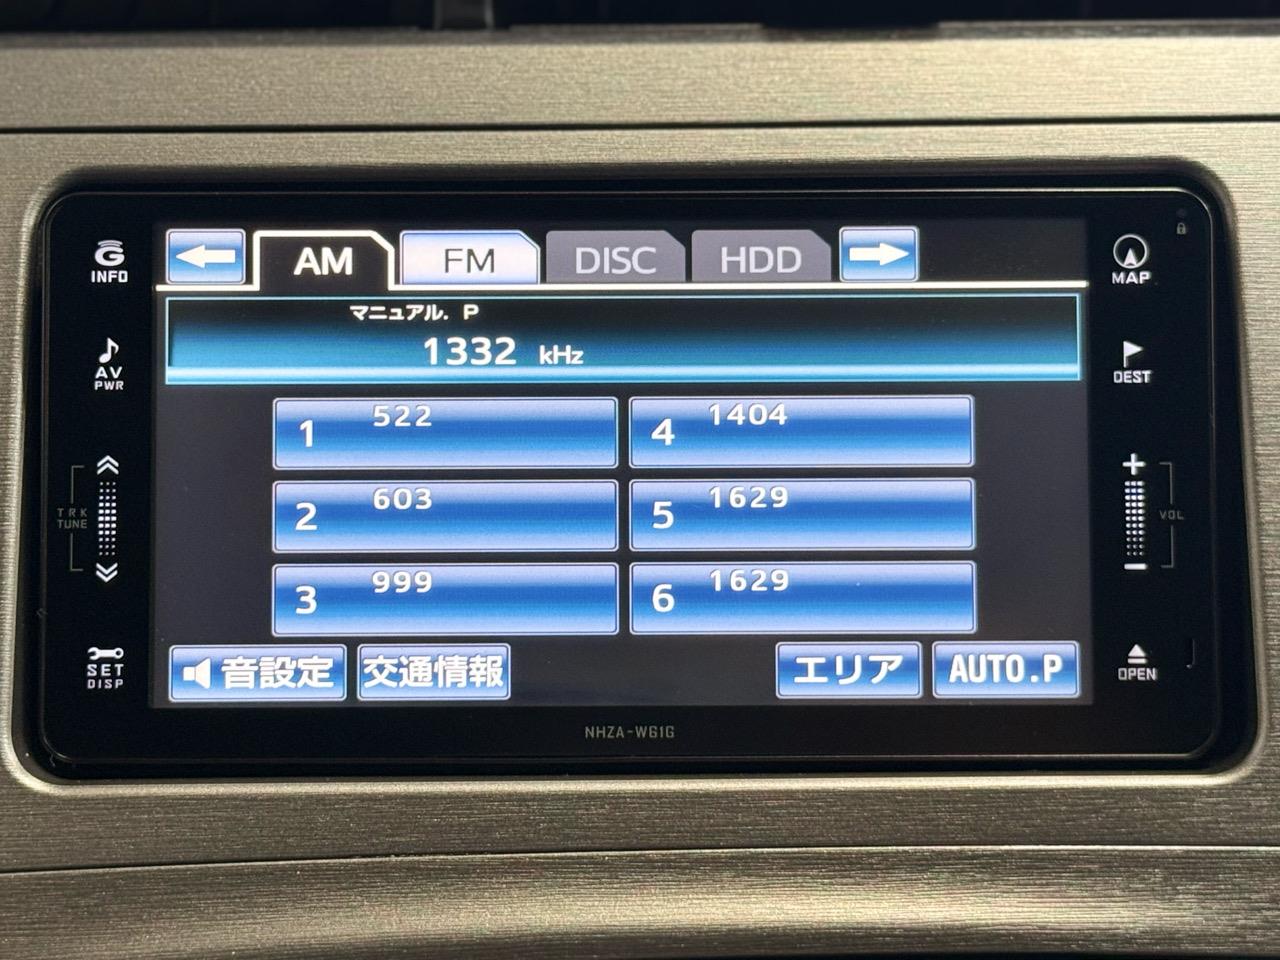 G
INFO
AM
FM
DISC
HDD
MAP
マニュアル. P
1332 kHz
AV
PWR
DEST
1 522
4 1404
2 603
5 1629
3 999
6 1629
TRK
TUNE
+
VOL
−
SET
DISP
音設定
交通情報
エリア
AUTO.P
OPEN
NHZA-W61G